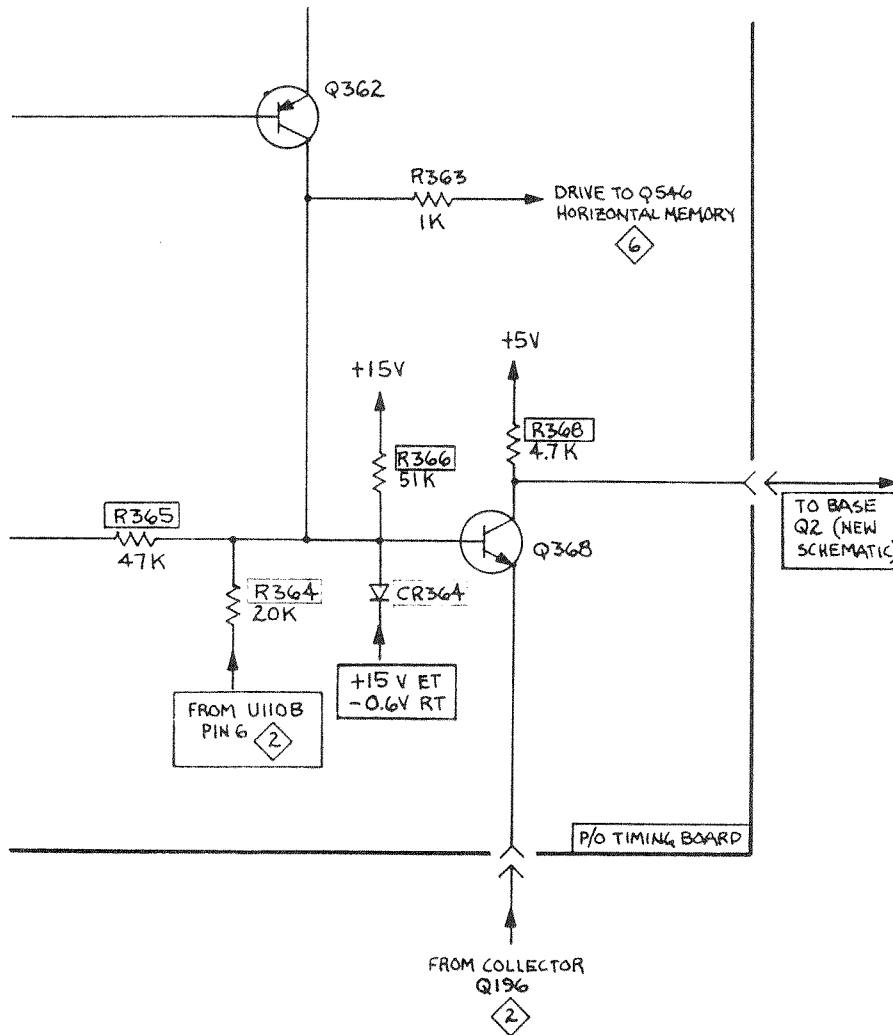 Q362
R363
1K
DRIVE TO Q546
HORIZONTAL MEMORY
6
+5V
+15V
R368
4.7K
R366
51K
R365
47K
Q368
TO BASE
Q2 (NEW
SCHEMATIC)
R364
20K
CR364
+15 V ET
-0.6V RT
FROM U110B
PIN 6 2
P/O TIMING BOARD
FROM COLLECTOR
Q196
2